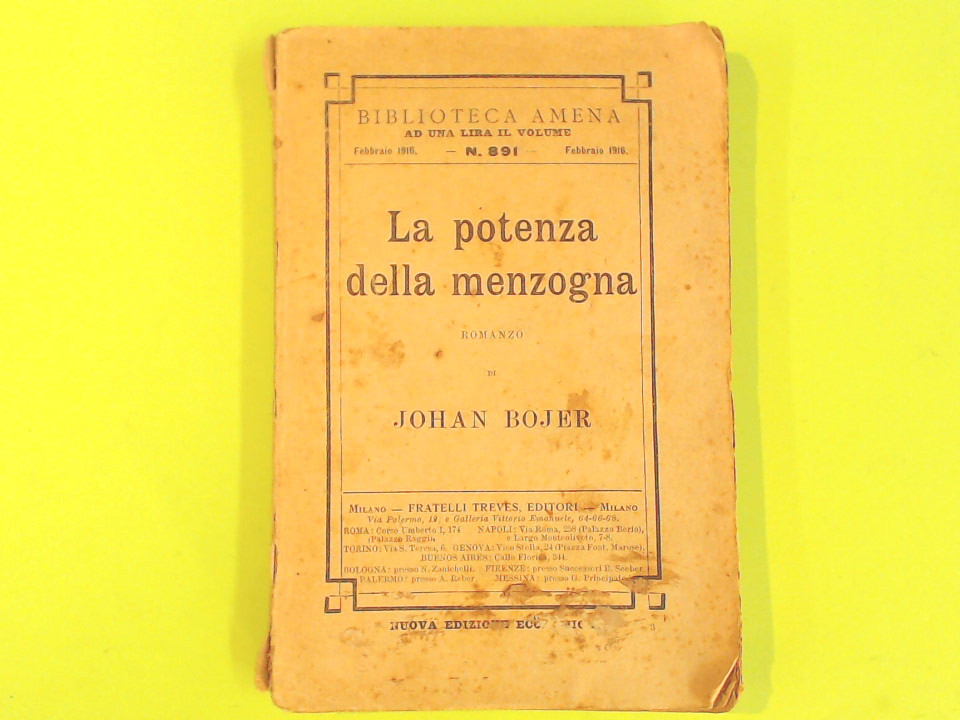 BIBLIOTECA AMENA
AD UNA LIRA IL VOLUME
Febbraio 1916. — N. 891 — Febbraio 1916.
La potenza
della menzogna
ROMANZO
DI
JOHAN BOJER
MILANO — FRATELLI TREVES, EDITORI — MILANO
Via Palermo, 12; e Galleria Vittorio Emanuele, 64-66-68.
ROMA: Corso Umberto I, 174 NAPOLI: Via Roma, 258 (Palazzo Berio),
(Palazzo Raggi). e Largo Monteoliveto, 7-8.
TORINO: Via S. Teresa, 6. GENOVA: Vico Stella, 24 (Piazza Font. Marose).
BUENOS AIRES: Calle Florida, 344.
BOLOGNA: presso N. Zanichelli. FIRENZE: presso Successori B. Seeber
PALERMO: presso A. Reber. MESSINA: presso G. Principato
NUOVA EDIZIONE